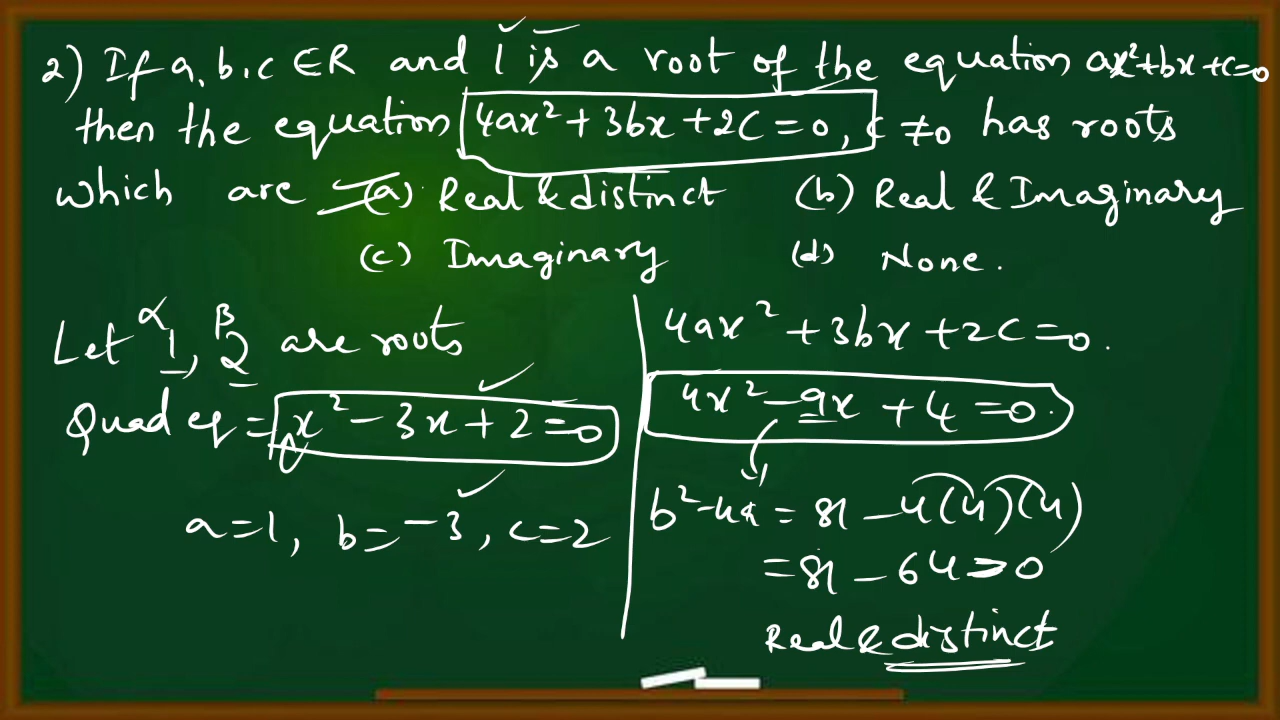 2) If a, b, c ∈ R and 1 is a root of the equation ax²+bx+c=0
then the equation 4ax²+3bx+2c=0, c ≠0 has roots
which are (a) Real & distinct (b) Real & Imaginary
(c) Imaginary (d) None.
Let α β
1, 2 are roots
Quad eq = x²-3x+2=0
a=1, b=-3, c=2
4ax²+3bx+2c=0.
4x²-9x+4=0.
b²-4ac = 81-4(4)(4)
=81-64>0
Real & distinct